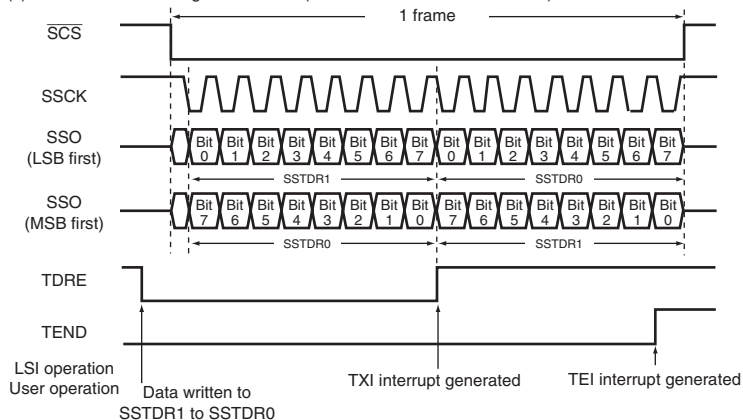 1 frame
SCS
SSCK
SSO
(LSB first)
Bit 0 Bit 1 Bit 2 Bit 3 Bit 4 Bit 5 Bit 6 Bit 7 Bit 0 Bit 1 Bit 2 Bit 3 Bit 4 Bit 5 Bit 6 Bit 7
SSTDR1 SSTDR0
SSO
(MSB first)
Bit 7 Bit 6 Bit 5 Bit 4 Bit 3 Bit 2 Bit 1 Bit 0 Bit 7 Bit 6 Bit 5 Bit 4 Bit 3 Bit 2 Bit 1 Bit 0
SSTDR0 SSTDR1
TDRE
TEND
LSI operation
User operation
TXI interrupt generated
TEI interrupt generated
Data written to
SSTDR1 to SSTDR0